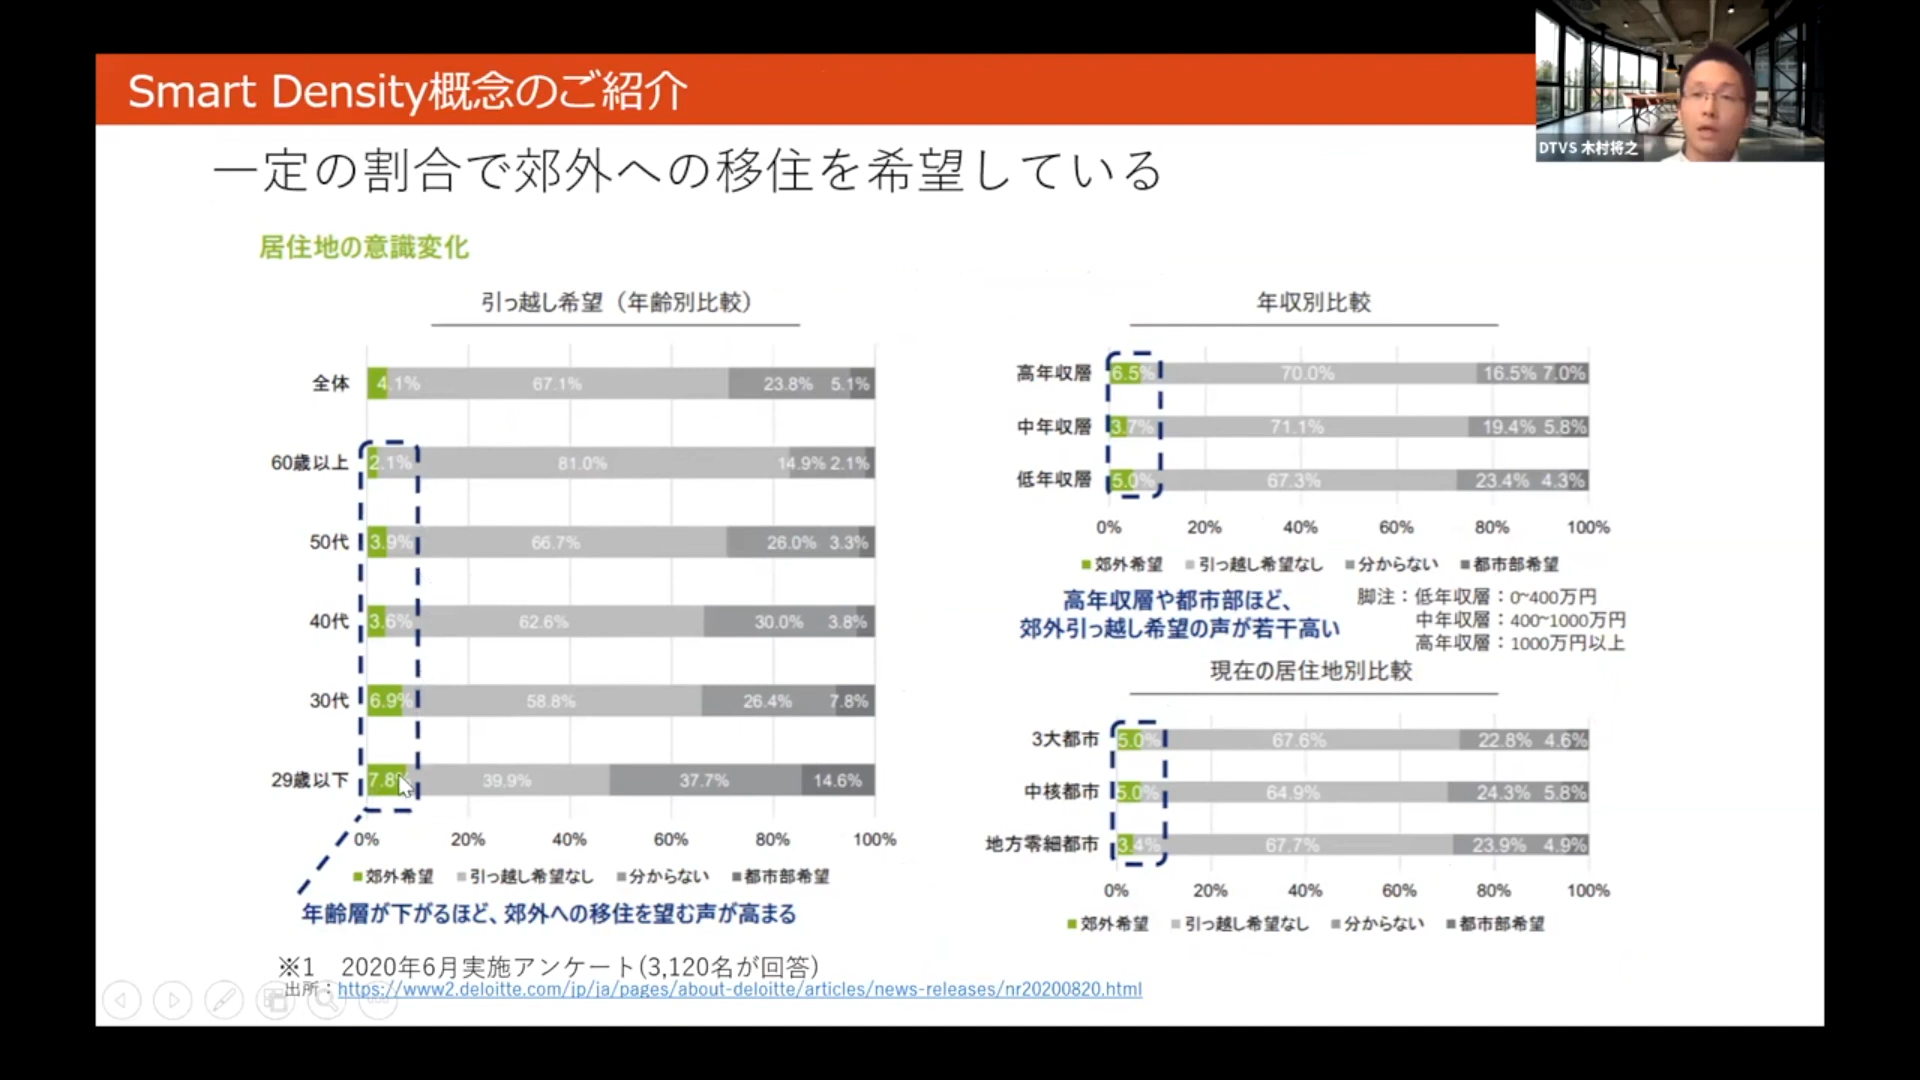 Smart Density概念のご紹介
DTVS 木村将之
一定の割合で郊外への移住を希望している
居住地の意識変化
引っ越し希望（年齢別比較）
全体 4.1% 67.1% 23.8% 5.1%
60歳以上 2.1% 81.0% 14.9% 2.1%
50代 3.9% 66.7% 26.0% 3.3%
40代 3.6% 62.6% 30.0% 3.8%
30代 6.9% 58.8% 26.4% 7.8%
29歳以下 7.8% 39.9% 37.7% 14.6%
0% 20% 40% 60% 80% 100%
■郊外希望 ■引っ越し希望なし ■分からない ■都市部希望
年齢層が下がるほど、郊外への移住を望む声が高まる
年収別比較
高年収層 6.5% 70.0% 16.5% 7.0%
中年収層 3.7% 71.1% 19.4% 5.8%
低年収層 5.0% 67.3% 23.4% 4.3%
0% 20% 40% 60% 80% 100%
■郊外希望 ■引っ越し希望なし ■分からない ■都市部希望
高年収層や都市部ほど、
郊外引っ越し希望の声が若干高い
脚注：低年収層：0~400万円
中年収層：400~1000万円
高年収層：1000万円以上
現在の居住地別比較
3大都市 5.0% 67.6% 22.8% 4.6%
中核都市 5.0% 64.9% 24.3% 5.8%
地方零細都市 3.4% 67.7% 23.9% 4.9%
0% 20% 40% 60% 80% 100%
■郊外希望 ■引っ越し希望なし ■分からない ■都市部希望
※1　2020年6月実施アンケート(3,120名が回答)
出所：https://www2.deloitte.com/jp/ja/pages/about-deloitte/articles/news-releases/nr20200820.html